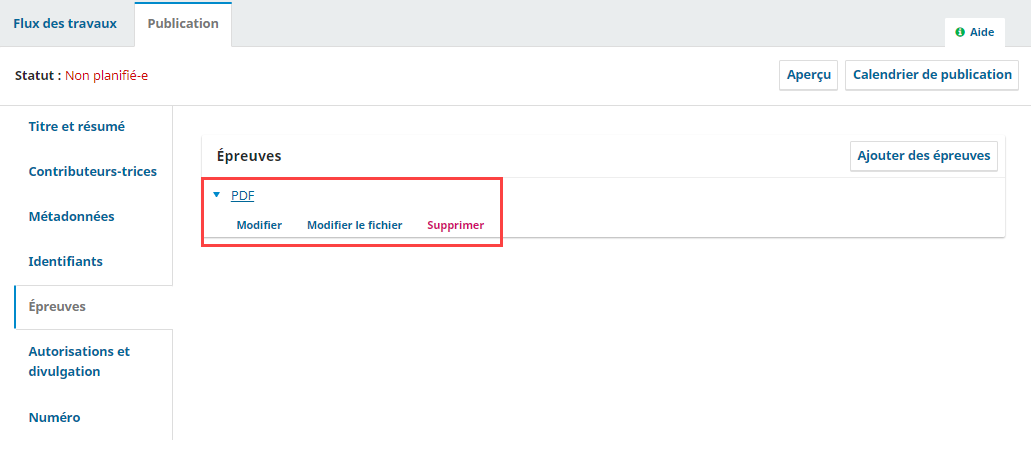 Flux des travaux
Publication
Aide
Statut : Non planifié-e
Aperçu
Calendrier de publication
Titre et résumé
Contributeurs-trices
Métadonnées
Identifiants
Épreuves
Autorisations et
divulgation
Numéro
Épreuves
Ajouter des épreuves
PDF
Modifier
Modifier le fichier
Supprimer